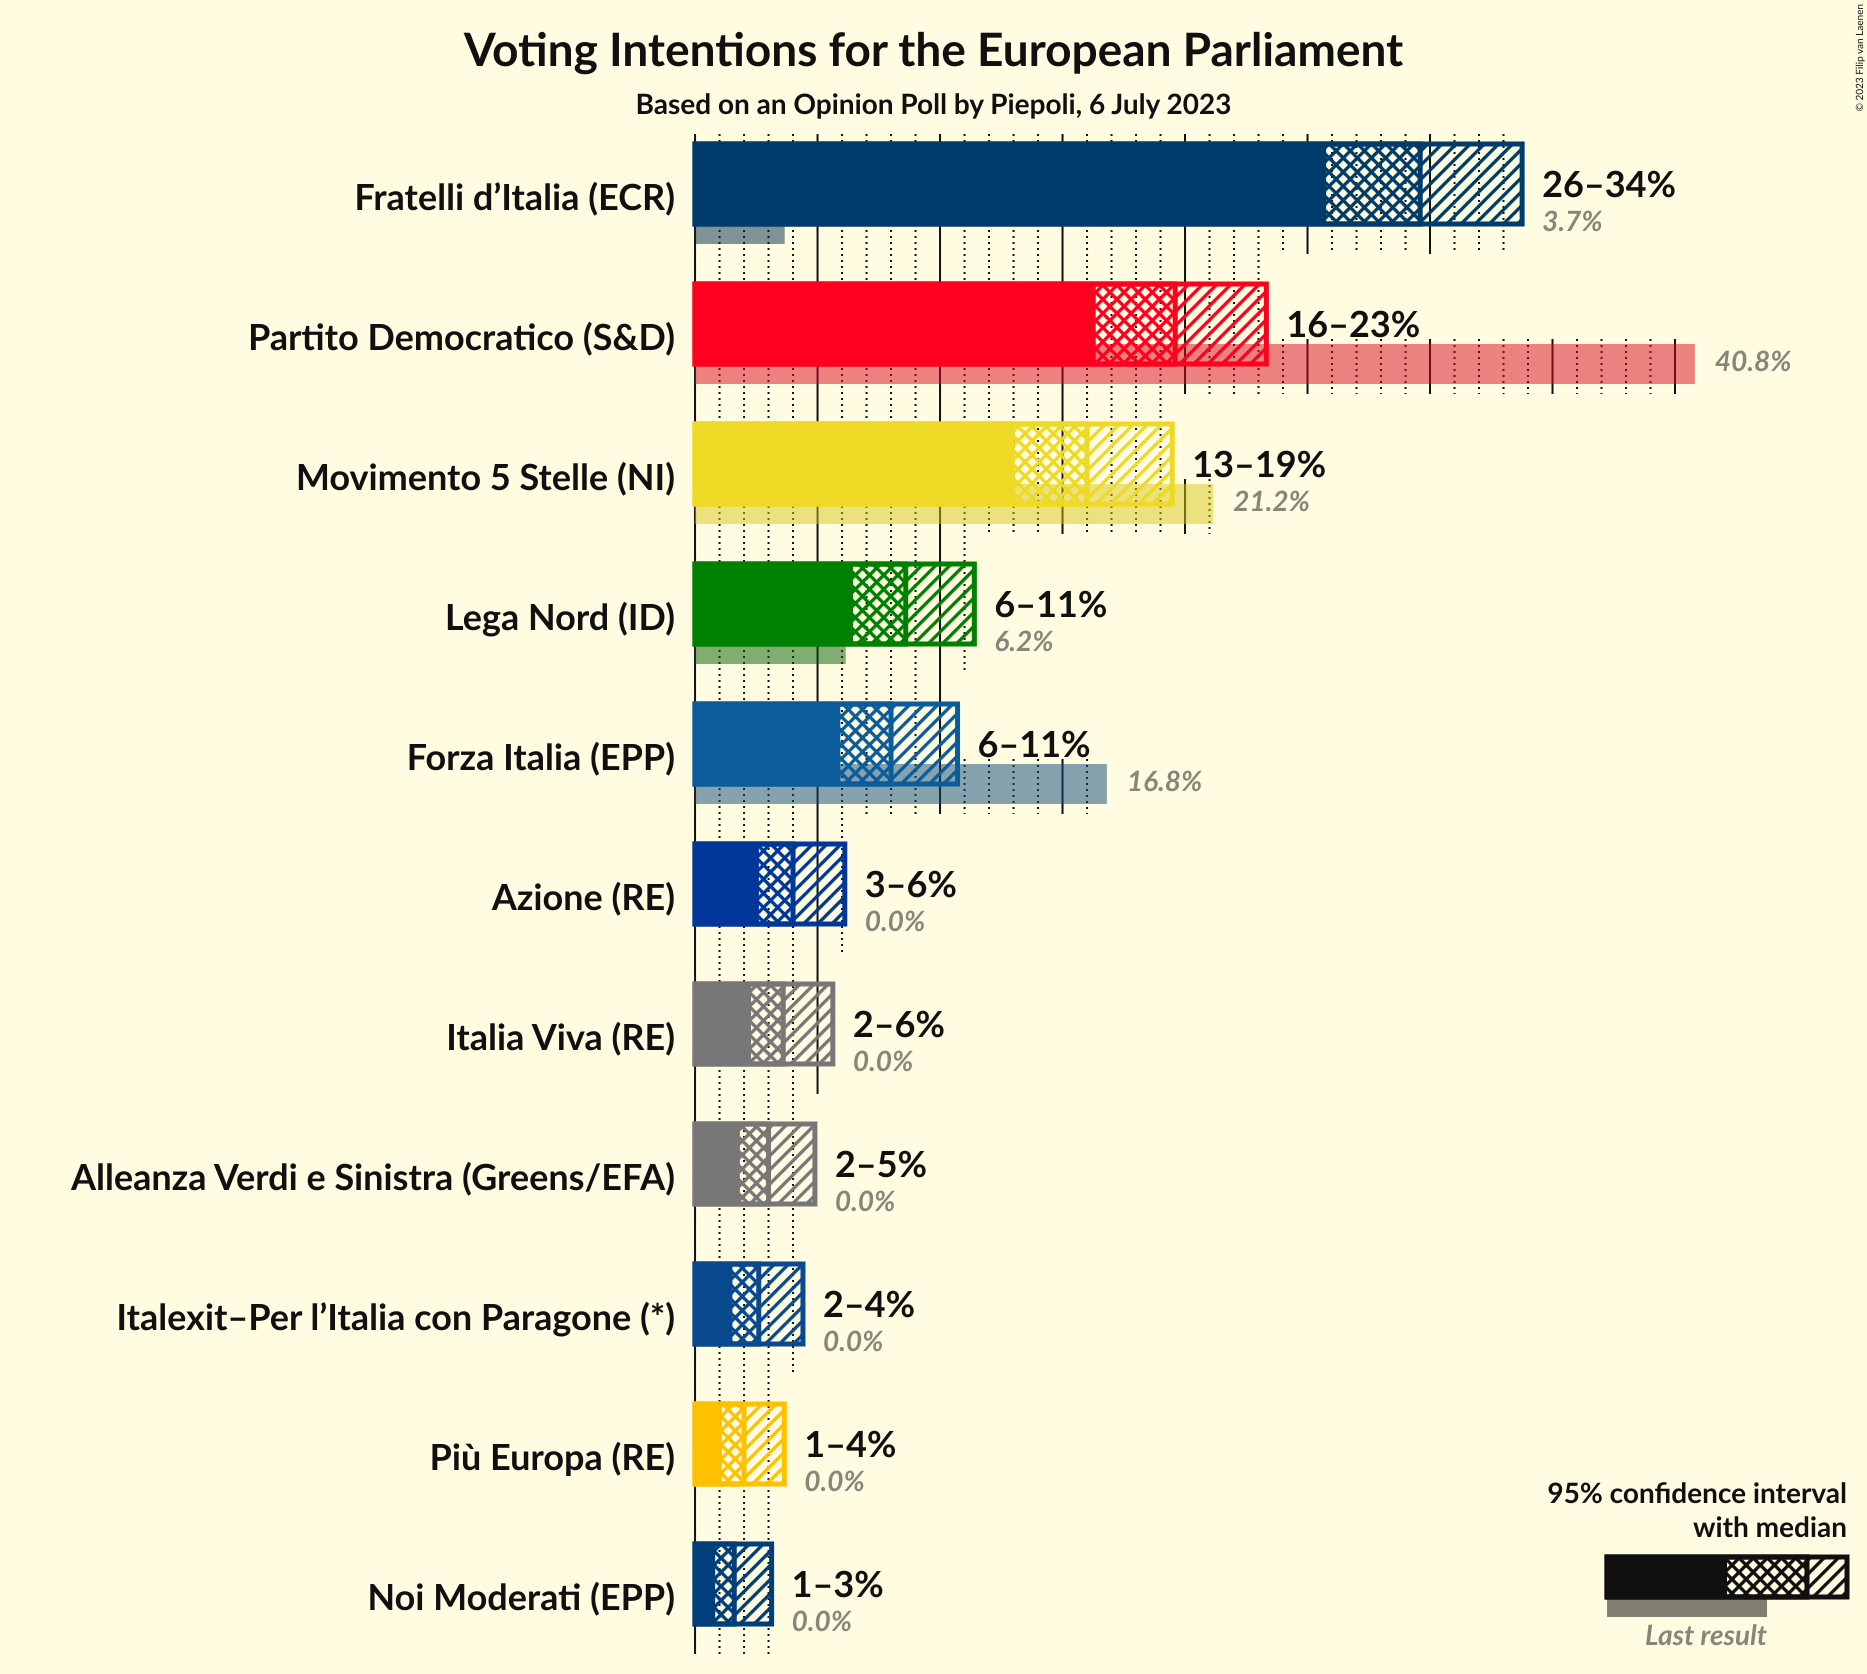 Voting Intentions for the European Parliament
Based on an Opinion Poll by Piepoli, 6 July 2023
© 2023 Filip van Laenen
Fratelli d’Italia (ECR)
26–34%
3.7%
Partito Democratico (S&D)
16–23%
40.8%
Movimento 5 Stelle (NI)
13–19%
21.2%
Lega Nord (ID)
6–11%
6.2%
Forza Italia (EPP)
6–11%
16.8%
Azione (RE)
3–6%
0.0%
Italia Viva (RE)
2–6%
0.0%
Alleanza Verdi e Sinistra (Greens/EFA)
2–5%
0.0%
Italexit–Per l’Italia con Paragone (*)
2–4%
0.0%
Più Europa (RE)
1–4%
0.0%
Noi Moderati (EPP)
1–3%
0.0%
95% confidence interval
with median
Last result